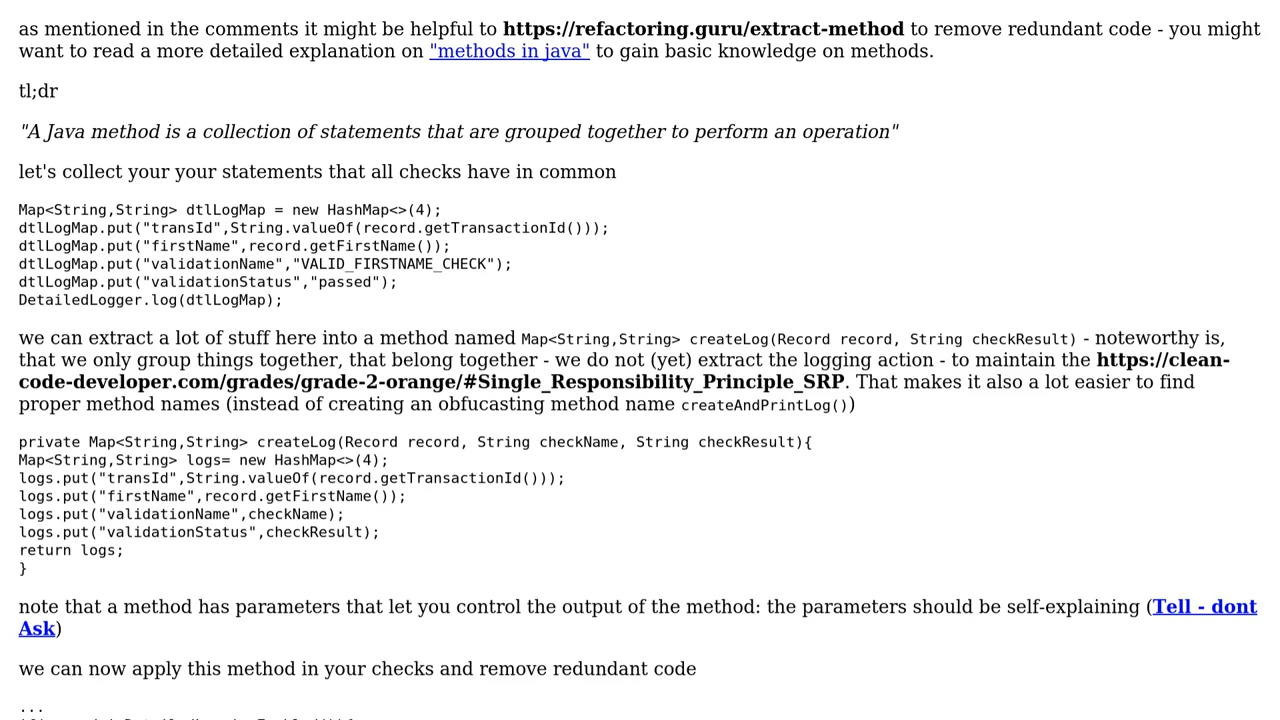 as mentioned in the comments it might be helpful to https://refactoring.guru/extract-method to remove redundant code - you might
want to read a more detailed explanation on "methods in java" to gain basic knowledge on methods.
tl;dr
"A Java method is a collection of statements that are grouped together to perform an operation"
let's collect your your statements that all checks have in common
Map<String,String> dtlLogMap = new HashMap<>(4);
dtlLogMap.put("transId",String.valueOf(record.getTransactionId()));
dtlLogMap.put("firstName",record.getFirstName());
dtlLogMap.put("validationName","VALID_FIRSTNAME_CHECK");
dtlLogMap.put("validationStatus","passed");
DetailedLogger.log(dtlLogMap);
we can extract a lot of stuff here into a method named Map<String,String> createLog(Record record, String checkResult) - noteworthy is,
that we only group things together, that belong together - we do not (yet) extract the logging action - to maintain the https://clean-
code-developer.com/grades/grade-2-orange/#Single_Responsibility_Principle_SRP. That makes it also a lot easier to find
proper method names (instead of creating an obfucasting method name createAndPrintLog())
private Map<String,String> createLog(Record record, String checkName, String checkResult){
Map<String,String> logs= new HashMap<>(4);
logs.put("transId",String.valueOf(record.getTransactionId()));
logs.put("firstName",record.getFirstName());
logs.put("validationName",checkName);
logs.put("validationStatus",checkResult);
return logs;
}
note that a method has parameters that let you control the output of the method: the parameters should be self-explaining (Tell - dont
Ask)
we can now apply this method in your checks and remove redundant code
...